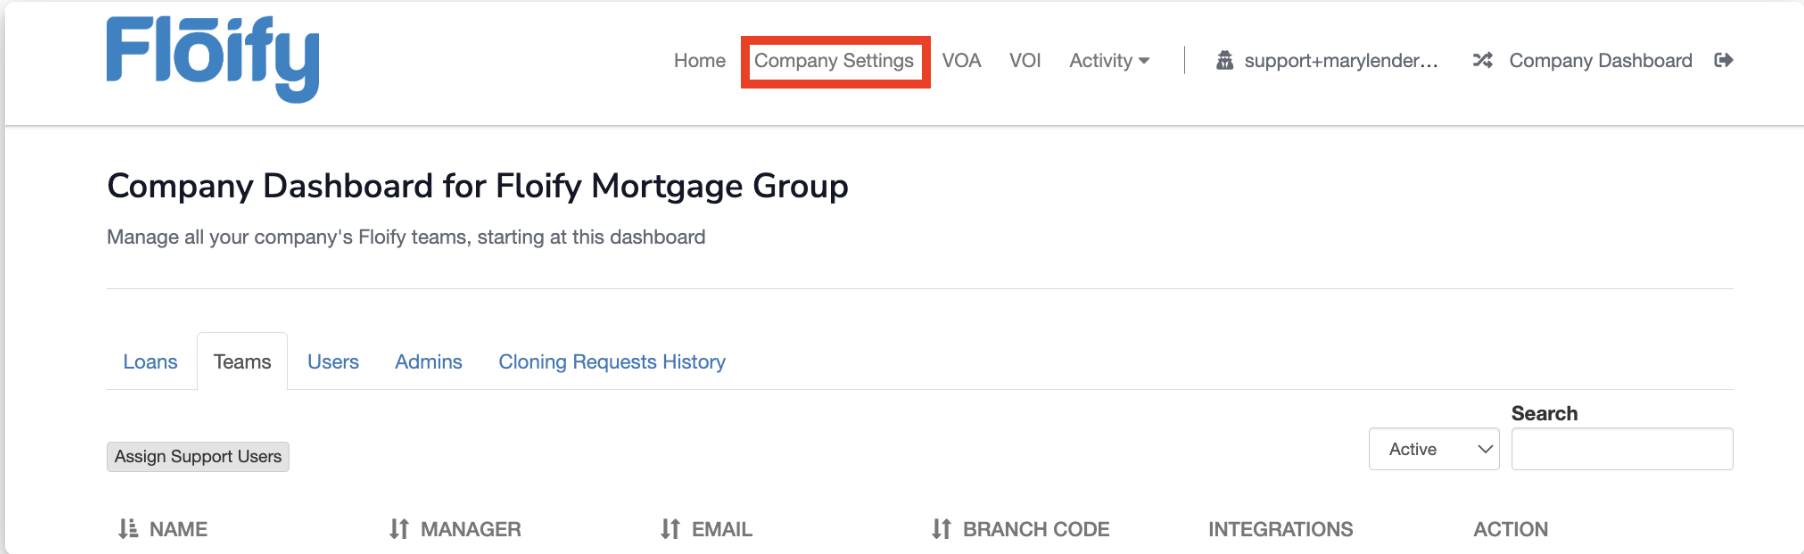 Flōify
Home Company Settings VOA VOI Activity support+marylender... Company Dashboard
Company Dashboard for Floify Mortgage Group
Manage all your company's Floify teams, starting at this dashboard
Loans Teams Users Admins Cloning Requests History
Search
Assign Support Users Active
NAME MANAGER EMAIL BRANCH CODE INTEGRATIONS ACTION